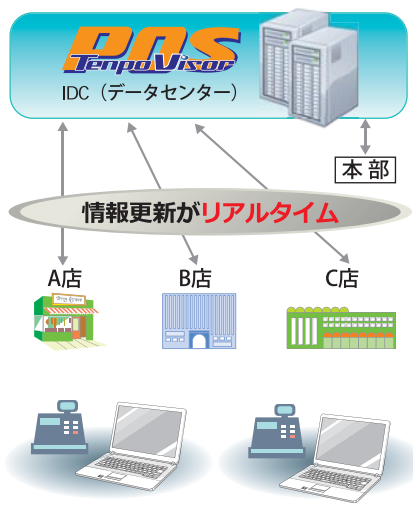 POS
TenpoVisor
IDC（データセンター）
本部
情報更新がリアルタイム
A店
B店
C店